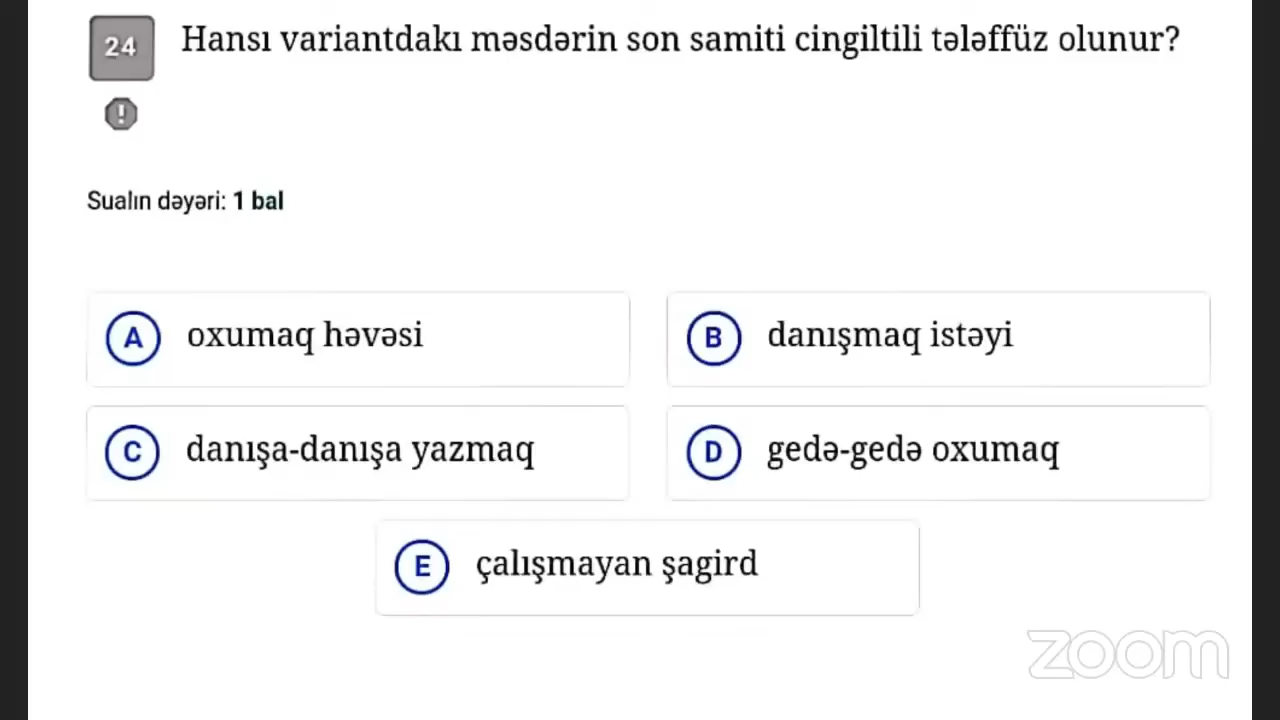 24 Hansı variantdakı məsdərin son samiti cingiltili tələffüz olunur?
!
Sualın dəyəri: 1 bal
A oxumaq həvəsi
B danışmaq istəyi
C danışa-danışa yazmaq
D gedə-gedə oxumaq
E çalışmayan şagird
zoom